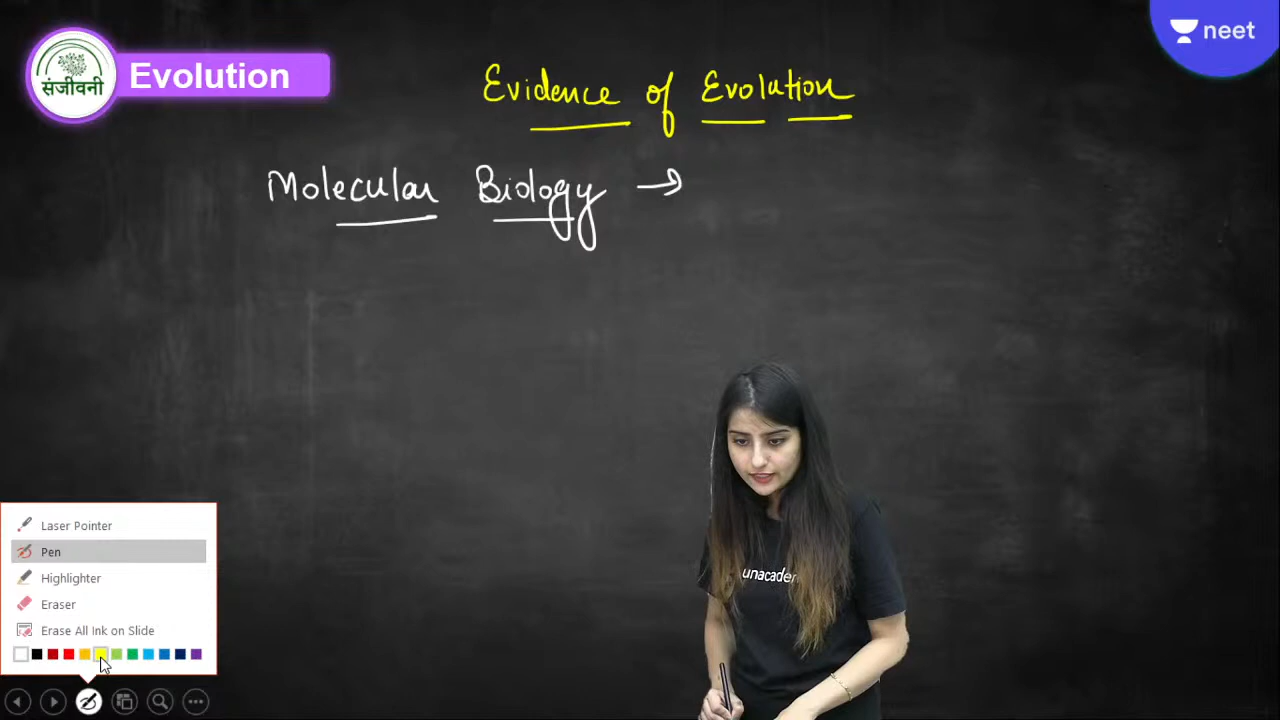 संजीवनी
Evolution
neet
Evidence of Evolution
Molecular Biology →
unacader
Laser Pointer
Pen
Highlighter
Eraser
Erase All Ink on Slide